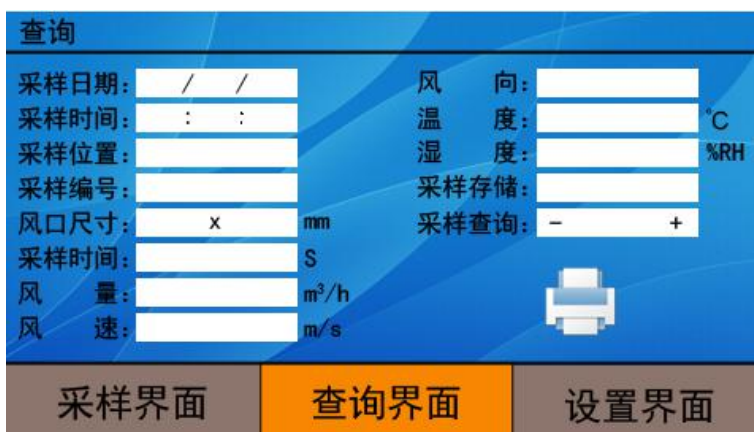 查询
采样日期： / / 风 向：
采样时间： : : 温 度： ℃
采样位置： 湿 度： %RH
采样编号： 采样存储：
风口尺寸： x mm 采样查询： - +
采样时间： S
风 量： m³/h
风 速： m/s
采样界面 查询界面 设置界面